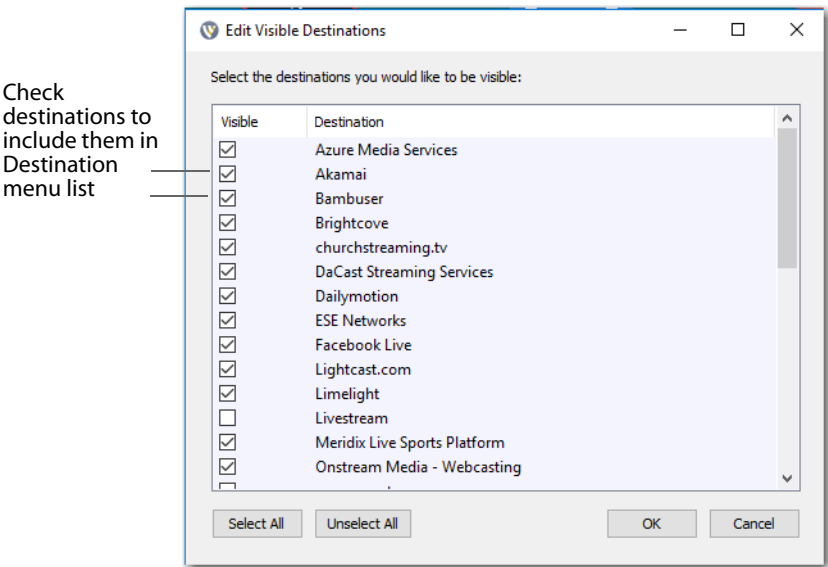 Edit Visible Destinations
Select the destinations you would like to be visible:
Check
destinations to
include them in
Destination
menu list
Visible Destination
Azure Media Services
Akamai
Bambuser
Brightcove
churchstreaming.tv
DaCast Streaming Services
Dailymotion
ESE Networks
Facebook Live
Lightcast.com
Limelight
Livestream
Meridix Live Sports Platform
Onstream Media - Webcasting
Select All Unselect All OK Cancel